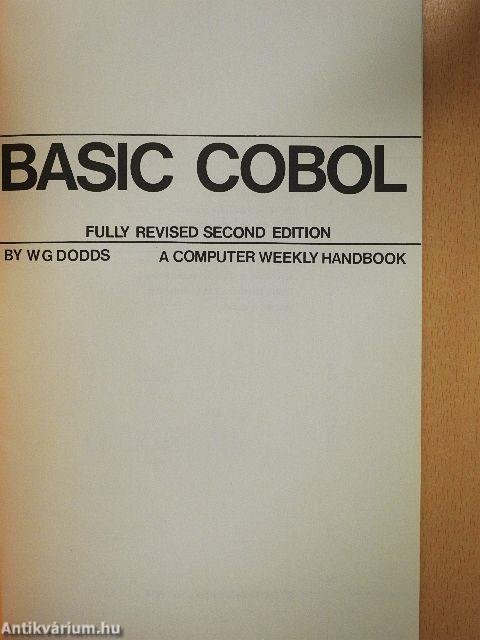 BASIC COBOL
FULLY REVISED SECOND EDITION
BY W G DODDS A COMPUTER WEEKLY HANDBOOK
Antikvárium.hu